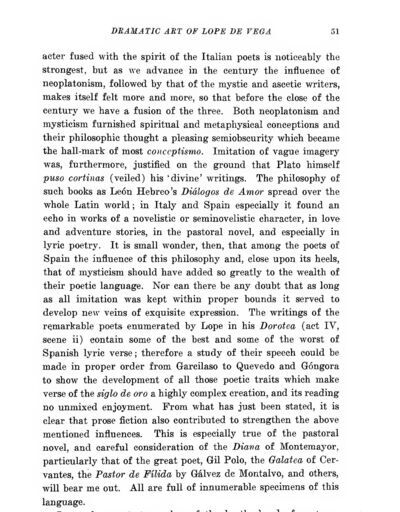 DRAMATIC ART OF LOPE DE VEGA 51
acter fused with the spirit of the Italian poets is noticeably
strongest, but as we advance in the century the influence of
neoplatonism, followed by that of the mystic and ascetic writers,
makes itself felt more and more, so that before the close of the
century we have a fusion of the three. Both neoplatonism and
mysticism furnished spiritual and metaphysical conceptions and
their philosophic thought a pleasing semiobscurity which became
the hall-mark of most conceptismo. Imitation of vague imagery
was, furthermore, justified on the ground that Plato himself
puso cortinas (veiled) his 'divine' writings. The philosophy of
such books as León Hebreo's Diálogos de Amor spread over the
whole Latin world; in Italy and Spain especially it found an
echo in works of a novelistic or seminovelistic character, in love
and adventure stories, in the pastoral novel, and especially in
lyric poetry. It is small wonder, then, that among the poets of
Spain the influence of this philosophy and, close upon its heels,
that of mysticism should have added so greatly to the wealth of
their poetic language. Nor can there be any doubt that as long
as all imitation was kept within proper bounds it served to
develop new veins of exquisite expression. The writings of the
remarkable poets enumerated by Lope in his Dorotea (act IV,
scene ii) contain some of the best and some of the worst of
Spanish lyric verse; therefore a study of their speech could be
made in proper order from Garcilaso to Quevedo and Góngora
to show the development of all those poetic traits which make
verse of the siglo de oro a highly complex creation, and its reading
no unmixed enjoyment. From what has just been stated, it is
clear that prose fiction also contributed to strengthen the above
mentioned influences. This is especially true of the pastoral
novel, and careful consideration of the Diana of Montemayor,
particularly that of the great poet, Gil Polo, the Galatea of Cer-
vantes, the Pastor de Fílida by Gálvez de Montalvo, and others,
will bear me out. All are full of innumerable specimens of this
language.